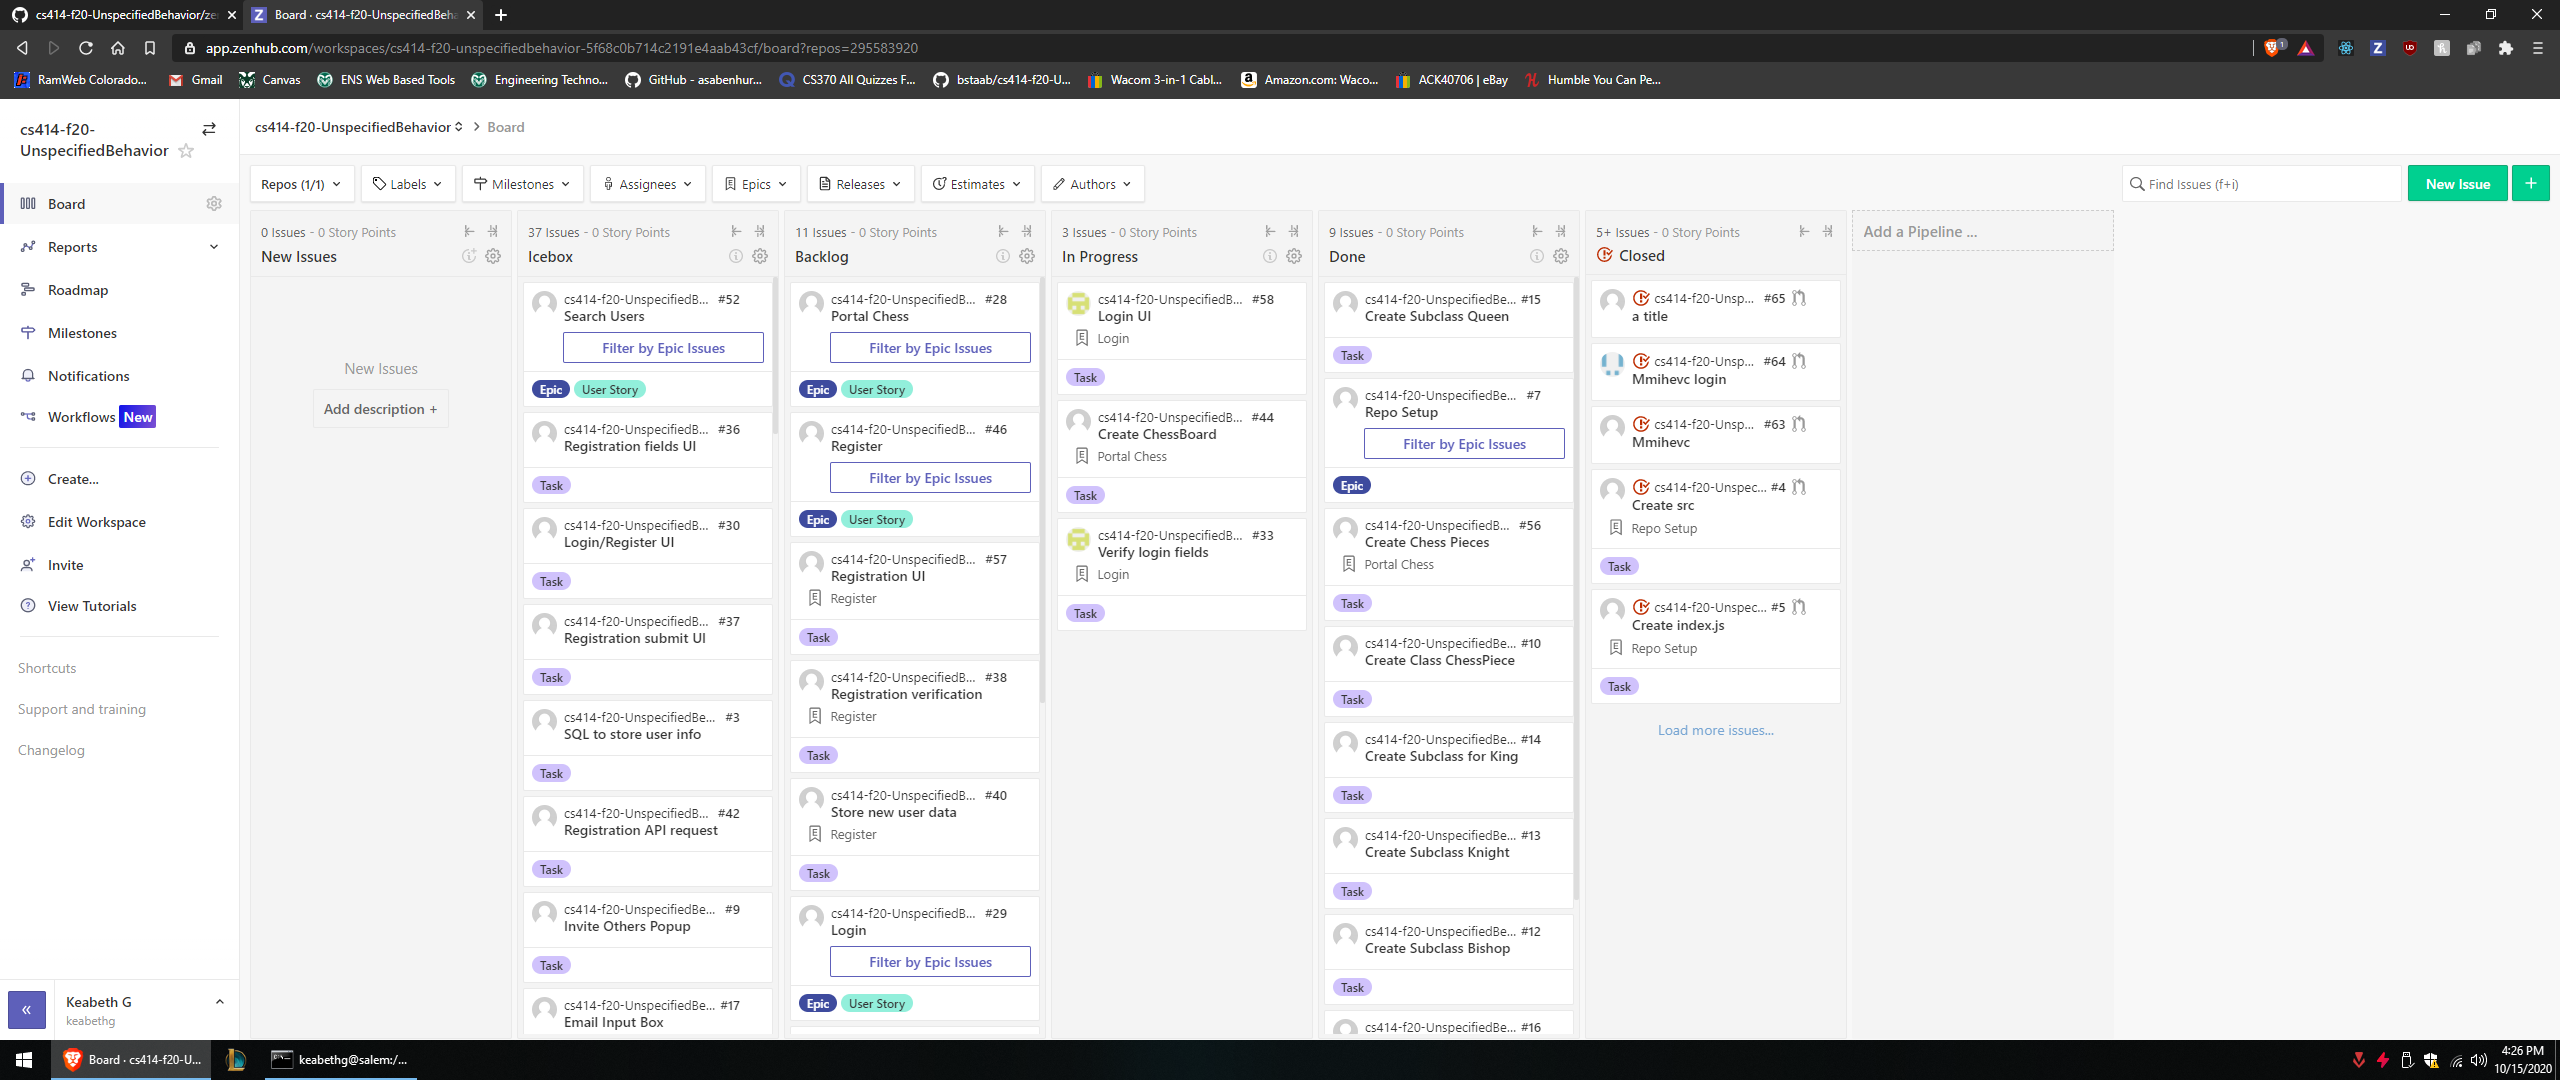 cs414-f20-UnspecifiedBehavior/ze
Board · cs414-f20-UnspecifiedBeha
app.zenhub.com/workspaces/cs414-f20-unspecifiedbehavior-5f68c0b714c2191e4aab43cf/board?repos=295583920
RamWeb Colorado...
Gmail
Canvas
ENS Web Based Tools
Engineering Techno...
GitHub - asabenhur...
CS370 All Quizzes F...
bstaab/cs414-f20-U...
Wacom 3-in-1 Cabl...
Amazon.com: Waco...
ACK40706 | eBay
Humble You Can Pe...
cs414-f20-
UnspecifiedBehavior
Board
Reports
Roadmap
Milestones
Notifications
Workflows New
Create...
Edit Workspace
Invite
View Tutorials
Shortcuts
Support and training
Changelog
Keabeth G
keabethg
cs414-f20-UnspecifiedBehavior > Board
Repos (1/1)
Labels
Milestones
Assignees
Epics
Releases
Estimates
Authors
Find Issues (f+i)
New Issue
+
0 Issues - 0 Story Points
New Issues
New Issues
Add description +
37 Issues - 0 Story Points
Icebox
cs414-f20-UnspecifiedB... #52
Search Users
Filter by Epic Issues
Epic User Story
cs414-f20-UnspecifiedB... #36
Registration fields UI
Task
cs414-f20-UnspecifiedB... #30
Login/Register UI
Task
cs414-f20-UnspecifiedB... #37
Registration submit UI
Task
cs414-f20-UnspecifiedBe... #3
SQL to store user info
Task
cs414-f20-UnspecifiedB... #42
Registration API request
Task
cs414-f20-UnspecifiedBe... #9
Invite Others Popup
Task
cs414-f20-UnspecifiedBe... #17
Email Input Box
11 Issues - 0 Story Points
Backlog
cs414-f20-UnspecifiedB... #28
Portal Chess
Filter by Epic Issues
Epic User Story
cs414-f20-UnspecifiedB... #46
Register
Filter by Epic Issues
Epic User Story
cs414-f20-UnspecifiedB... #57
Registration UI
Register
Task
cs414-f20-UnspecifiedB... #38
Registration verification
Register
Task
cs414-f20-UnspecifiedB... #40
Store new user data
Register
Task
cs414-f20-UnspecifiedB... #29
Login
Filter by Epic Issues
Epic User Story
3 Issues - 0 Story Points
In Progress
cs414-f20-UnspecifiedB... #58
Login UI
Login
Task
cs414-f20-UnspecifiedB... #44
Create ChessBoard
Portal Chess
Task
cs414-f20-UnspecifiedB... #33
Verify login fields
Login
Task
9 Issues - 0 Story Points
Done
cs414-f20-UnspecifiedBe... #15
Create Subclass Queen
Task
cs414-f20-UnspecifiedBe... #7
Repo Setup
Filter by Epic Issues
Epic
cs414-f20-UnspecifiedB... #56
Create Chess Pieces
Portal Chess
Task
cs414-f20-UnspecifiedBe... #10
Create Class ChessPiece
Task
cs414-f20-UnspecifiedBe... #14
Create Subclass for King
Task
cs414-f20-UnspecifiedBe... #13
Create Subclass Knight
Task
cs414-f20-UnspecifiedBe... #12
Create Subclass Bishop
Task
cs414-f20-UnspecifiedBe... #16
5+ Issues - 0 Story Points
Closed
cs414-f20-Unsp... #65
a title
cs414-f20-Unsp... #64
Mmihevc login
cs414-f20-Unsp... #63
Mmihevc
cs414-f20-Unspec... #4
Create src
Repo Setup
Task
cs414-f20-Unspec... #5
Create index.js
Repo Setup
Task
Load more issues...
Add a Pipeline ...
Board · cs414-f20-U...
keabethg@salem:/...
4:26 PM
10/15/2020